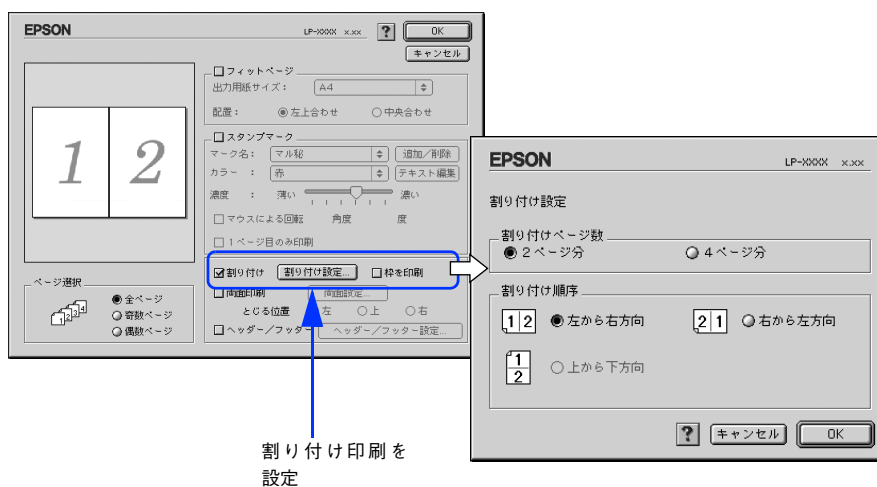 EPSON LP-XXXX x.xx ? OK
キャンセル
□フィットページ
出力用紙サイズ： A4
配置： ◉左上合わせ ○中央合わせ
□スタンプマーク
マーク名： マル秘 追加／削除
カラー ： 赤 テキスト編集
濃度 ： 薄い 濃い
□マウスによる回転 角度 度
□1ページ目のみ印刷
1 2
☑割り付け 割り付け設定... □枠を印刷
□両面印刷 両面設定...
とじる位置 左 ○上 ○右
□ヘッダー／フッター ヘッダー／フッター設定...
ページ選択
1 2 3 4
◉全ページ
○奇数ページ
○偶数ページ
EPSON LP-XXXX x.xx
割り付け設定
割り付けページ数
◉2ページ分 ○4ページ分
割り付け順序
1 2 ◉左から右方向 2 1 ○右から左方向
1
2 ○上から下方向
? キャンセル OK
割り付け印刷を
設定